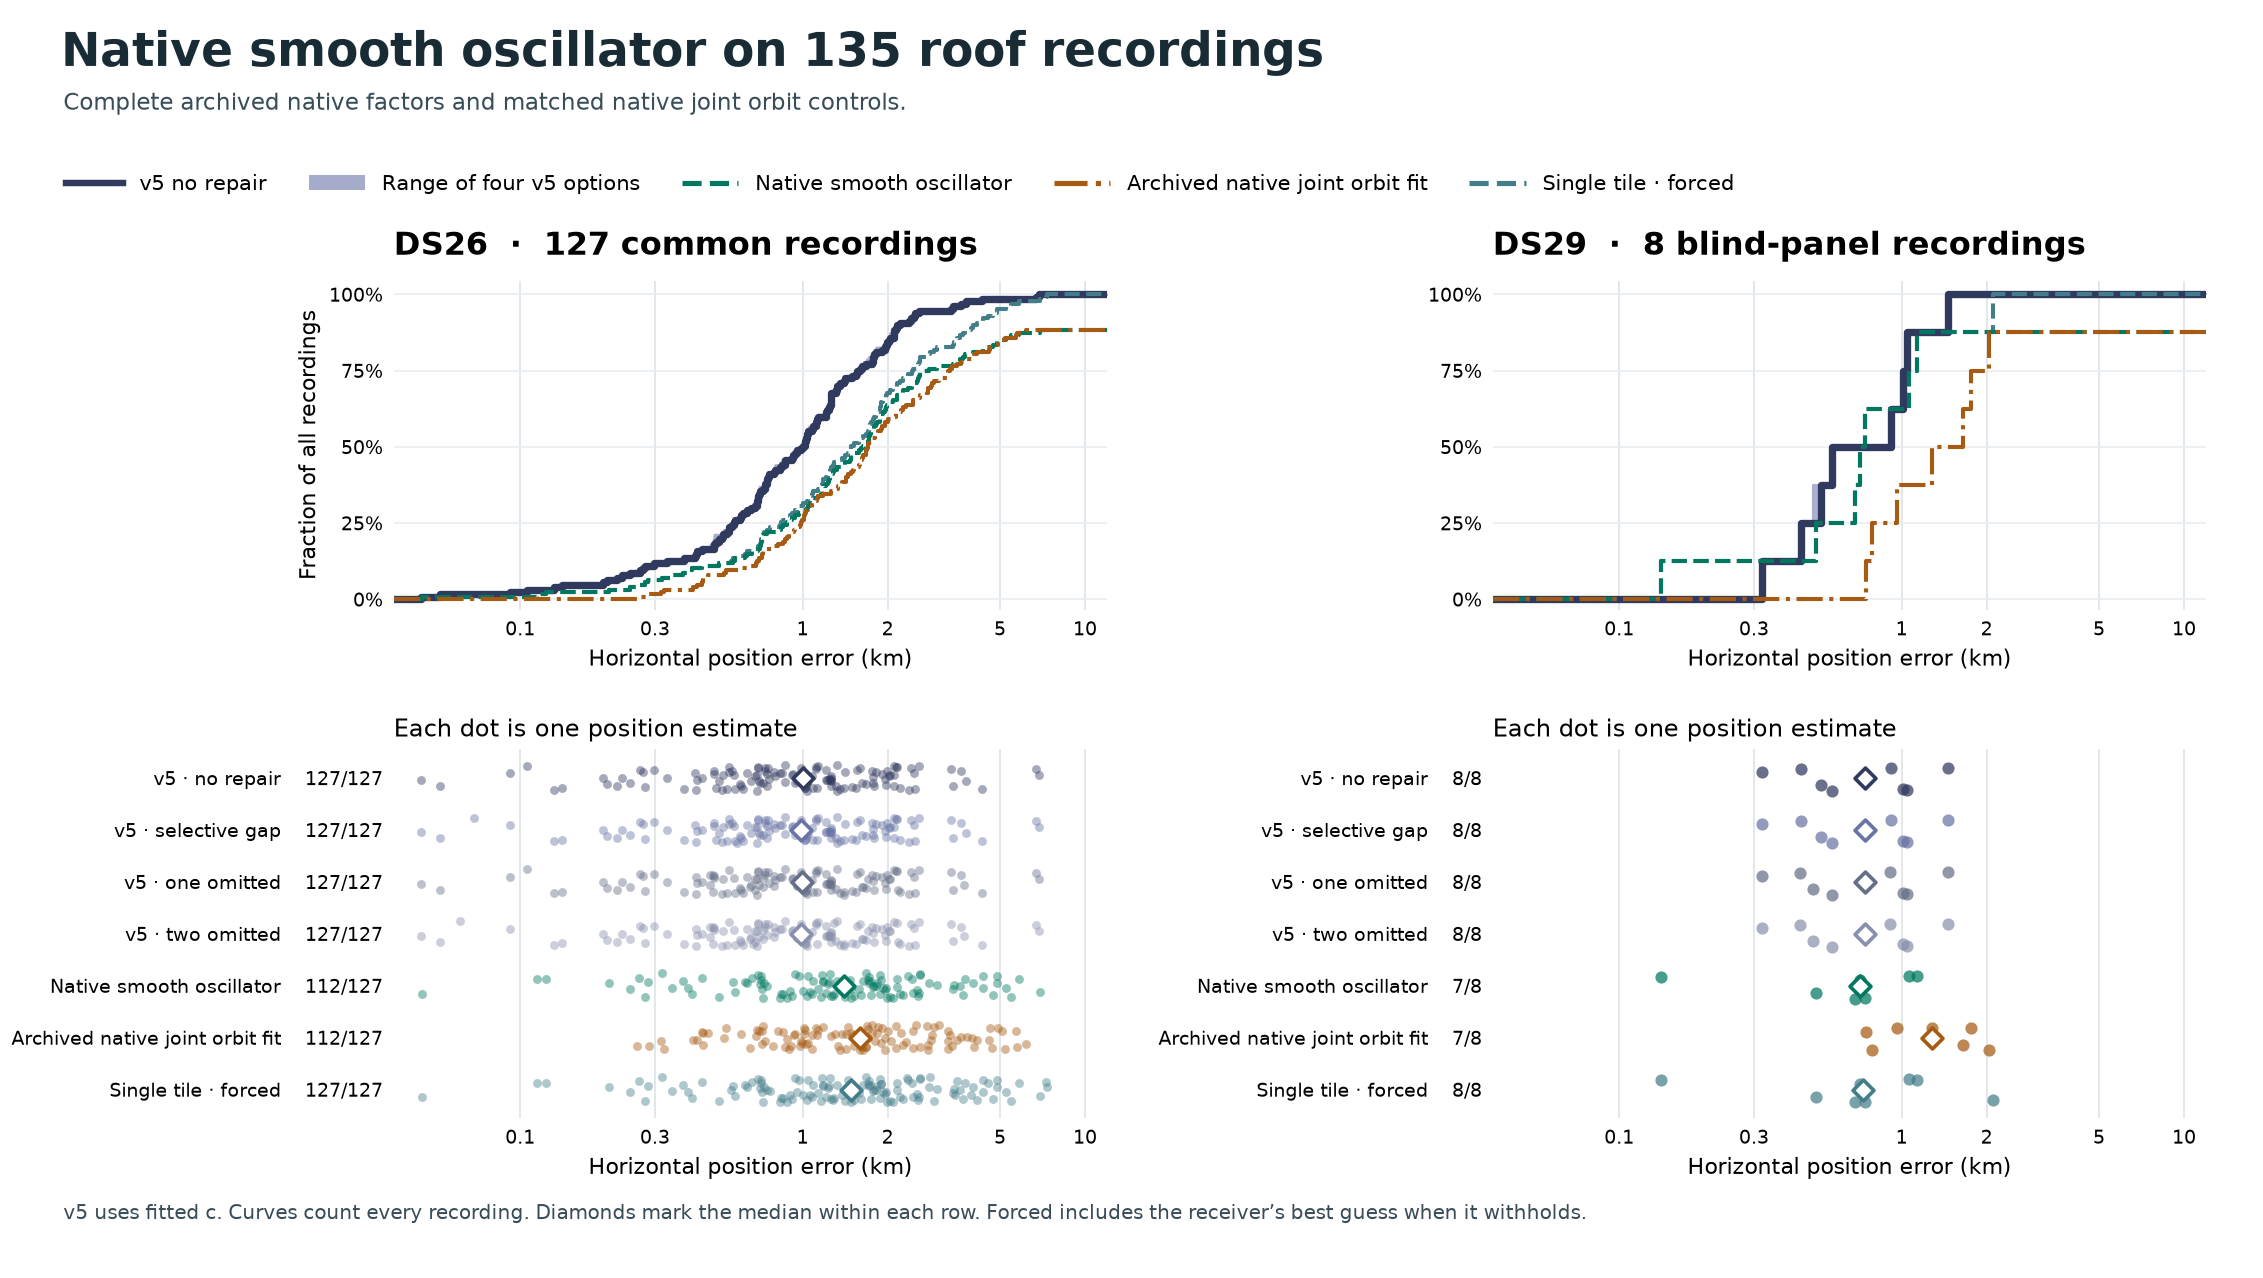 Native smooth oscillator on 135 roof recordings
Complete archived native factors and matched native joint orbit controls.
v5 no repair
Range of four v5 options
Native smooth oscillator
Archived native joint orbit fit
Single tile · forced
DS26 · 127 common recordings
Fraction of all recordings
100%
75%
50%
25%
0%
0.1 0.3 1 2 5 10
Horizontal position error (km)
DS29 · 8 blind-panel recordings
100%
75%
50%
25%
0%
0.1 0.3 1 2 5 10
Horizontal position error (km)
Each dot is one position estimate
v5 · no repair 127/127
v5 · selective gap 127/127
v5 · one omitted 127/127
v5 · two omitted 127/127
Native smooth oscillator 112/127
Archived native joint orbit fit 112/127
Single tile · forced 127/127
0.1 0.3 1 2 5 10
Horizontal position error (km)
Each dot is one position estimate
v5 · no repair 8/8
v5 · selective gap 8/8
v5 · one omitted 8/8
v5 · two omitted 8/8
Native smooth oscillator 7/8
Archived native joint orbit fit 7/8
Single tile · forced 8/8
0.1 0.3 1 2 5 10
Horizontal position error (km)
v5 uses fitted c. Curves count every recording. Diamonds mark the median within each row. Forced includes the receiver’s best guess when it withholds.